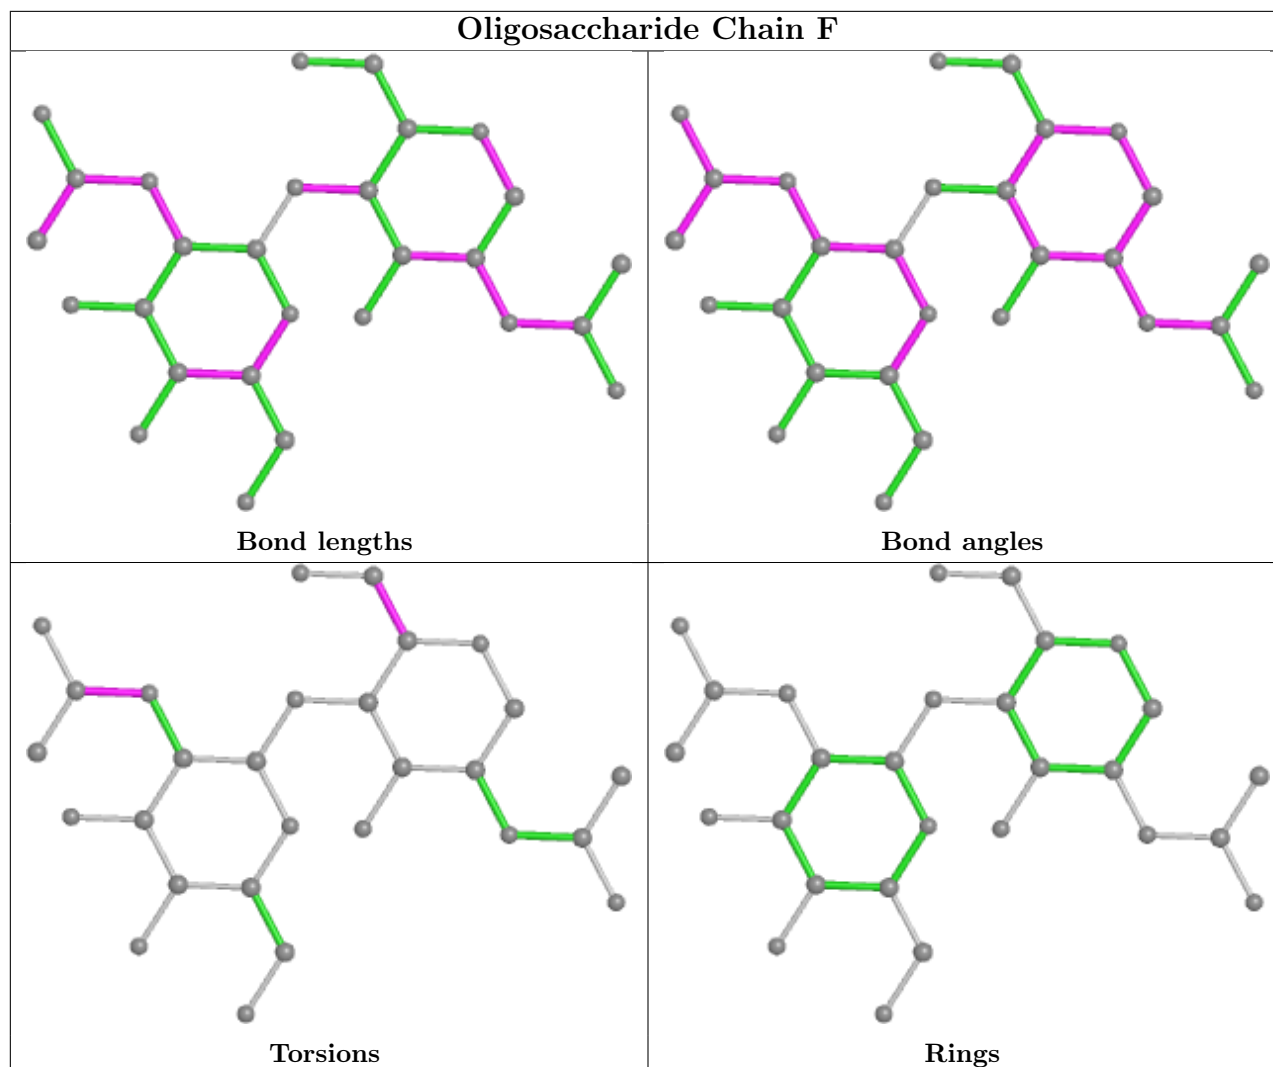 Oligosaccharide Chain F
Bond lengths
Bond angles
Torsions
Rings